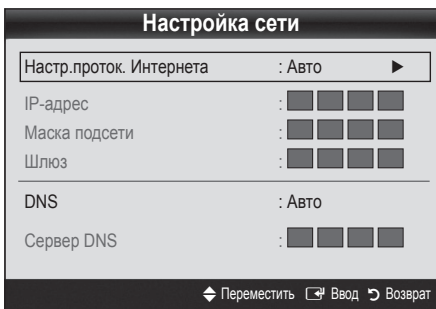 Настройка сети
Настр.проток. Интернета : Авто ►
IP-адрес :
Маска подсети :
Шлюз :
DNS : Авто
Сервер DNS :
Переместить Ввод Возврат